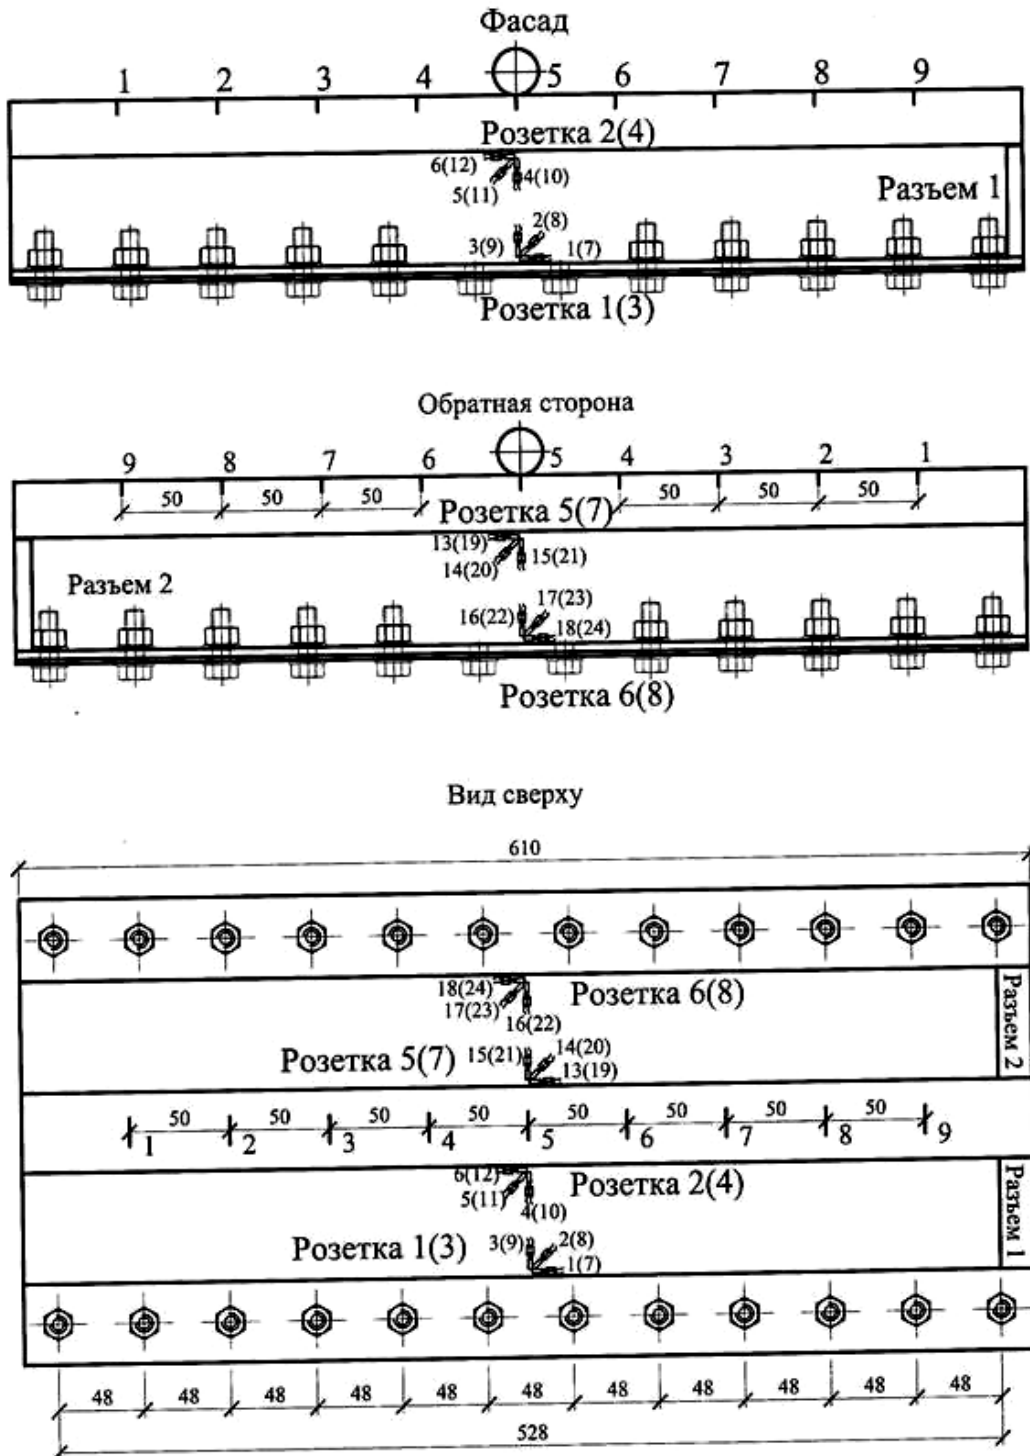 Фасад
1 2 3 4 5 6 7 8 9
Розетка 2(4)
6(12) 4(10)
5(11)
Разъем 1
2(8)
3(9) 1(7)
Розетка 1(3)
Обратная сторона
9 8 7 6 5 4 3 2 1
50 50 50 50 50 50
Розетка 5(7)
13(19) 15(21)
14(20)
Разъем 2
17(23)
16(22) 18(24)
Розетка 6(8)
Вид сверху
610
18(24) Розетка 6(8)
17(23)
16(22)
Разъем 2
Розетка 5(7) 15(21) 14(20)
13(19)
50 50 50 50 50 50 50 50
1 2 3 4 5 6 7 8 9
6(12) Розетка 2(4)
5(11)
4(10)
Разъем 1
Розетка 1(3) 3(9) 2(8)
1(7)
48 48 48 48 48 48 48 48 48 48 48
528